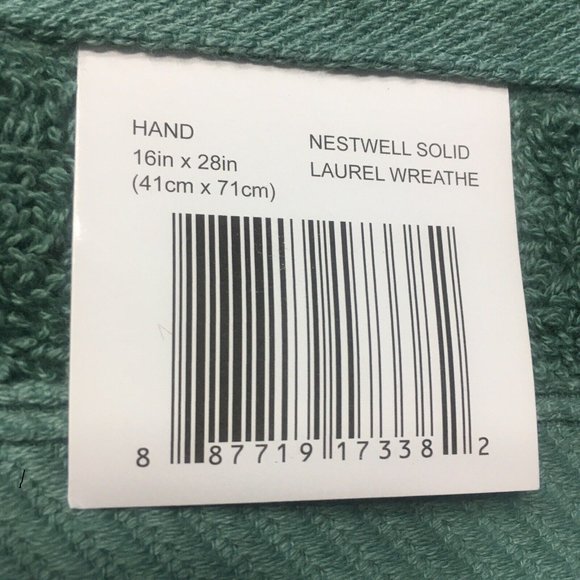 HAND
16in x 28in
(41cm x 71cm)
NESTWELL SOLID
LAUREL WREATHE
8 87719 17338 2